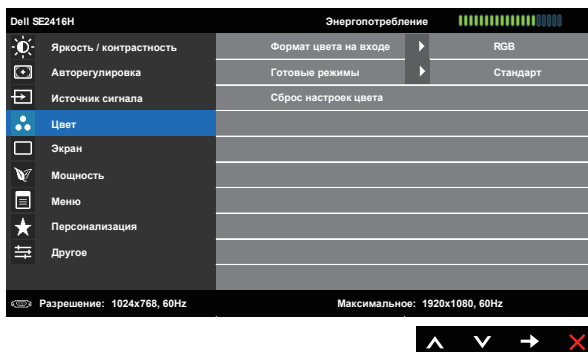 Dell SE2416H Энергопотребление
Яркость / контрастность Формат цвета на входе RGB
Авторегулировка Готовые режимы Стандарт
Источник сигнала Сброс настроек цвета
Цвет
Экран
Мощность
Меню
Персонализация
Другое
Разрешение: 1024x768, 60Hz Максимально: 1920x1080, 60Hz